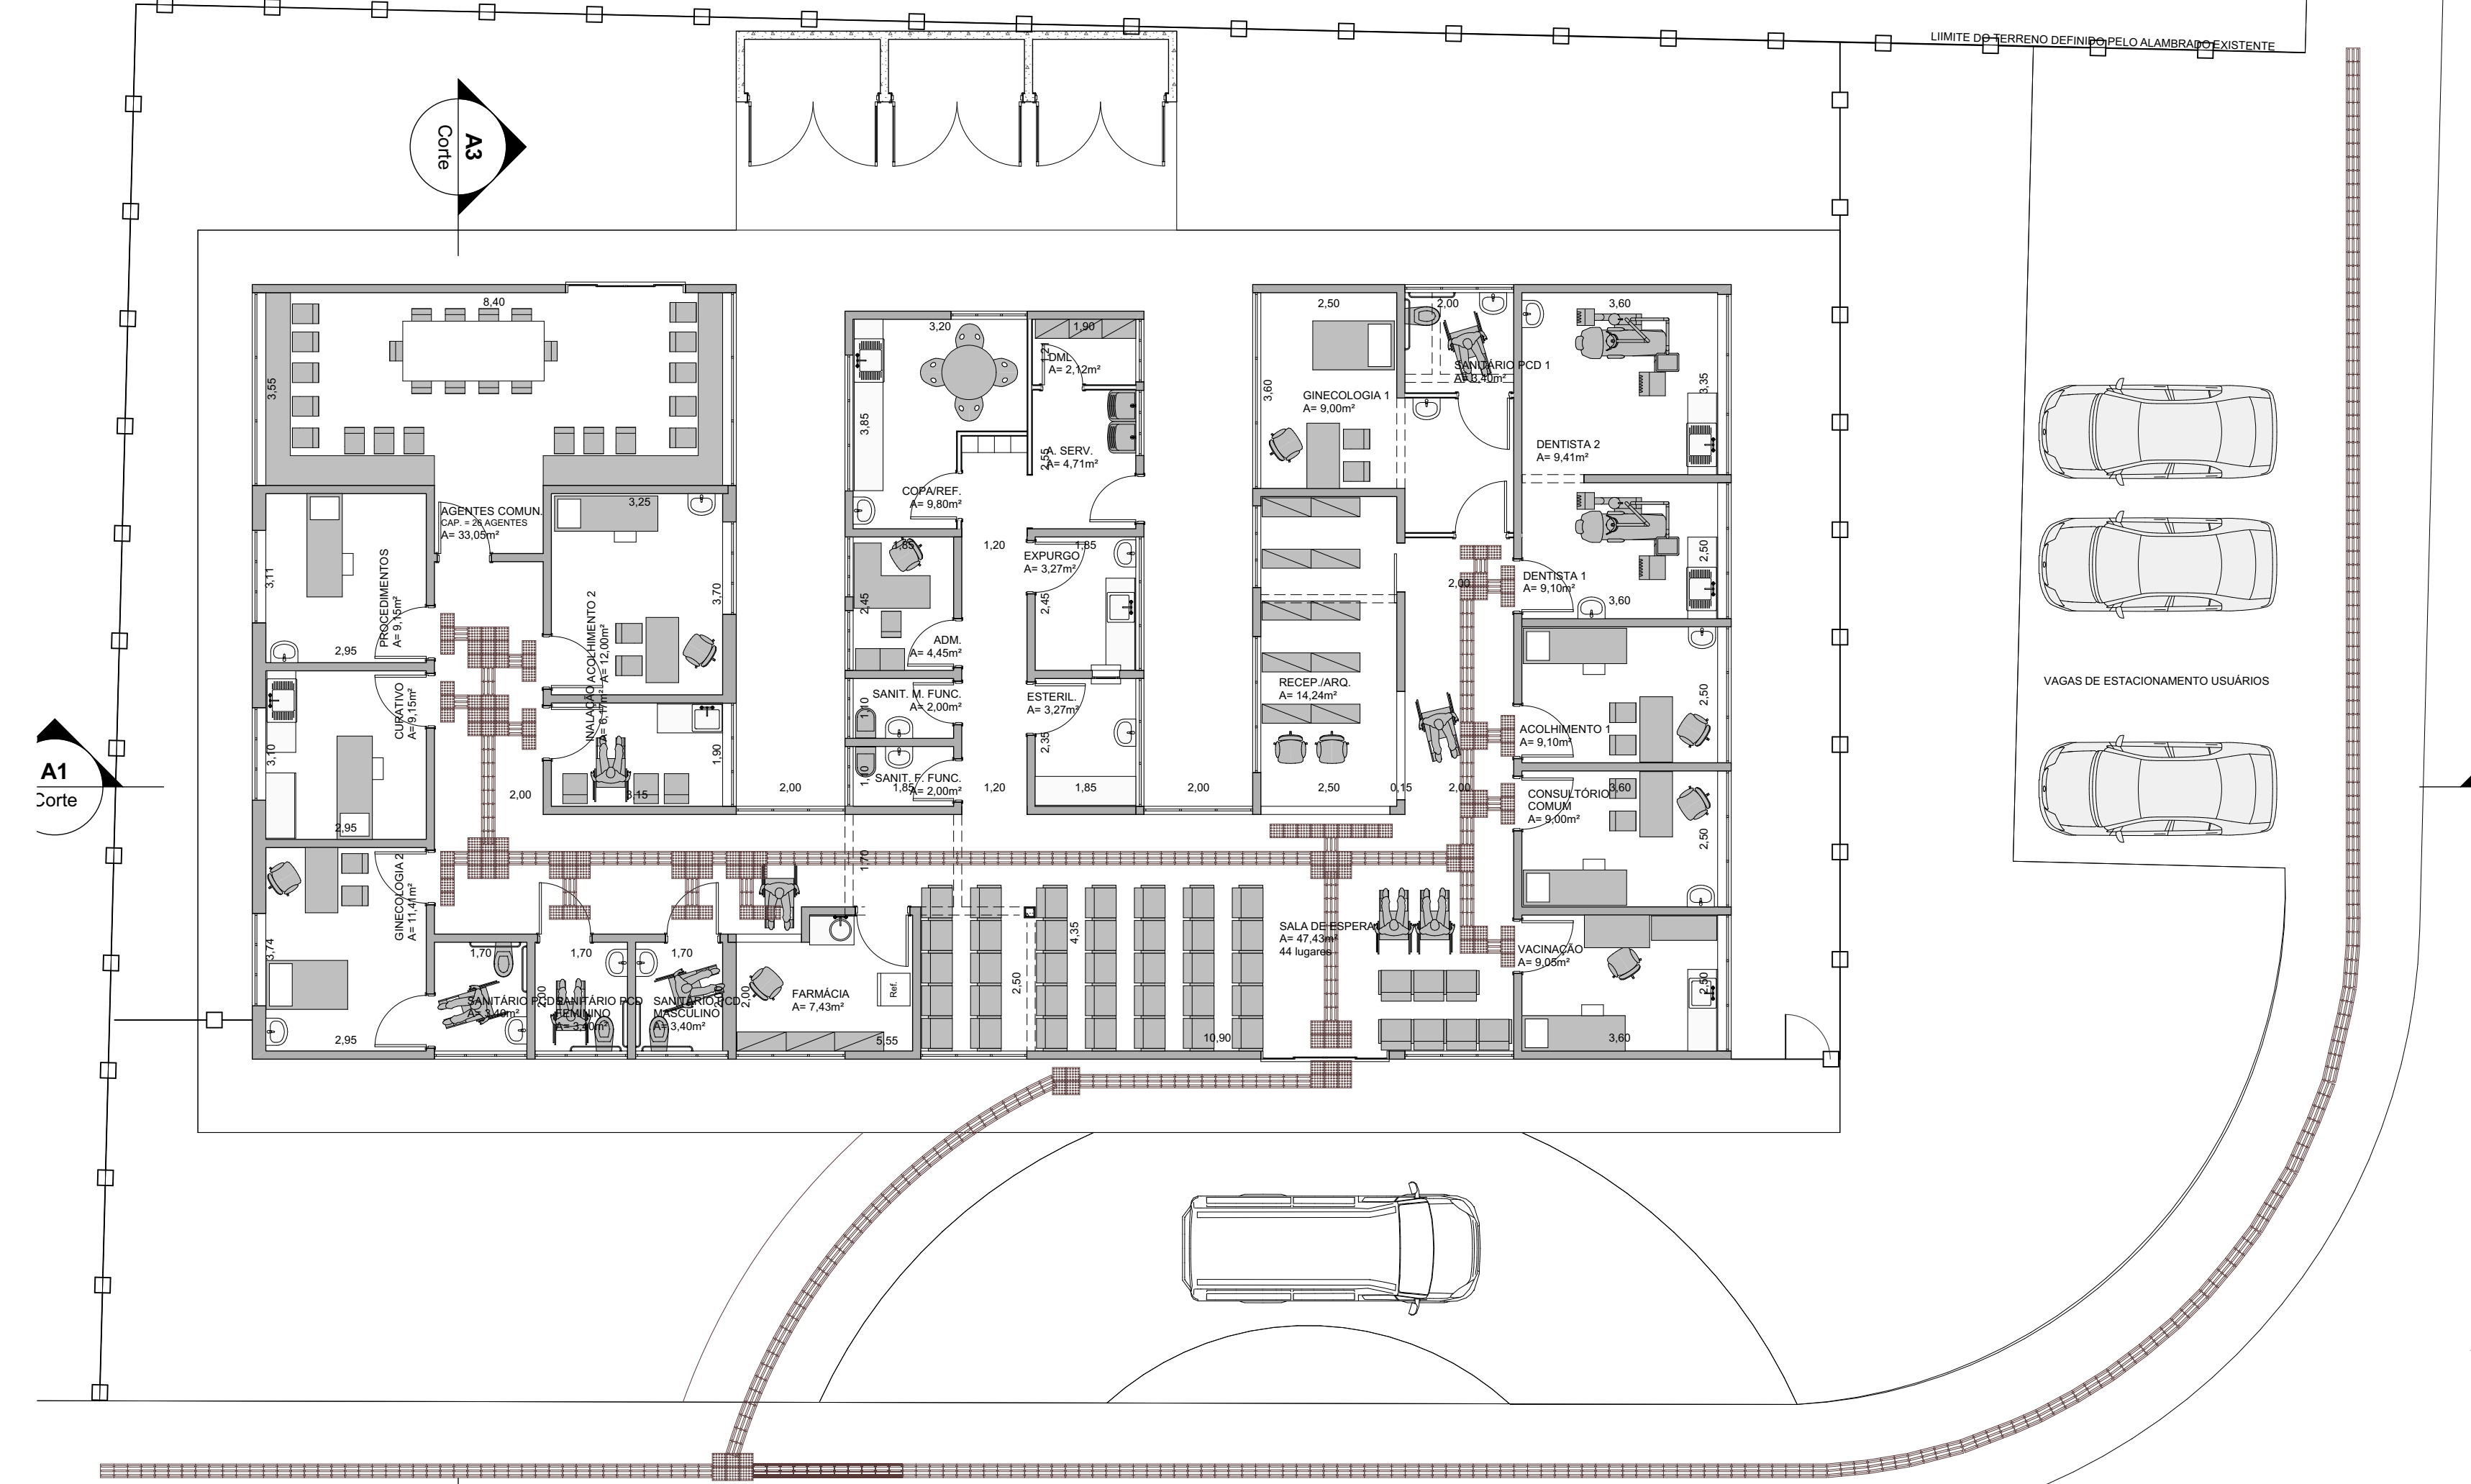 LIIMITE DO TERRENO DEFINIDO PELO ALAMBRADO EXISTENTE
A3
Corte
8,40
3,55
3,20
1,90
1,21
DML
A= 2,12m²
3,85
2,55
A. SERV.
A= 4,71m²
COPA/REF.
A= 9,80m²
2,50
2,00
3,60
SANITÁRIO PCD 1
A= 3,40m²
3,60
GINECOLOGIA 1
A= 9,00m²
3,35
DENTISTA 2
A= 9,41m²
AGENTES COMUN.
CAP. = 26 AGENTES
A= 33,05m²
3,25
3,11
PROCEDIMENTOS
A= 9,15m²
2,95
ACOLHIMENTO 2
A= 12,00m²
3,70
1,85
1,20
1,85
EXPURGO
A= 3,27m²
2,45
2,45
ADM.
A= 4,45m²
2,00
DENTISTA 1
A= 9,10m²
3,60
2,50
CURATIVO
A= 9,15m²
3,10
2,95
INALAÇÃO
1,90
3,15
2,00
2,00
SANIT. M. FUNC.
A= 2,00m²
1,10
SANIT. F. FUNC.
A= 2,00m²
1,10
1,85
1,20
ESTERIL.
A= 3,27m²
2,35
1,85
2,00
RECEP./ARQ.
A= 14,24m²
2,50
0,15
2,00
ACOLHIMENTO 1
A= 9,10m²
2,50
CONSULTÓRIO
COMUM
A= 9,00m²
3,60
2,50
VAGAS DE ESTACIONAMENTO USUÁRIOS
A1
Corte
1,70
GINECOLOGIA 2
A= 11,41m²
3,74
2,95
1,70
1,70
1,70
SANITÁRIO PCD
A= 3,40m²
2,00
SANITÁRIO PCD
FEMININO
A= 3,40m²
SANITÁRIO PCD
MASCULINO
A= 3,40m²
2,00
FARMÁCIA
A= 7,43m²
Ref.
5,55
2,50
4,35
10,90
SALA DE ESPERA
A= 47,43m²
44 lugares
VACINAÇÃO
A= 9,05m²
2,50
3,60